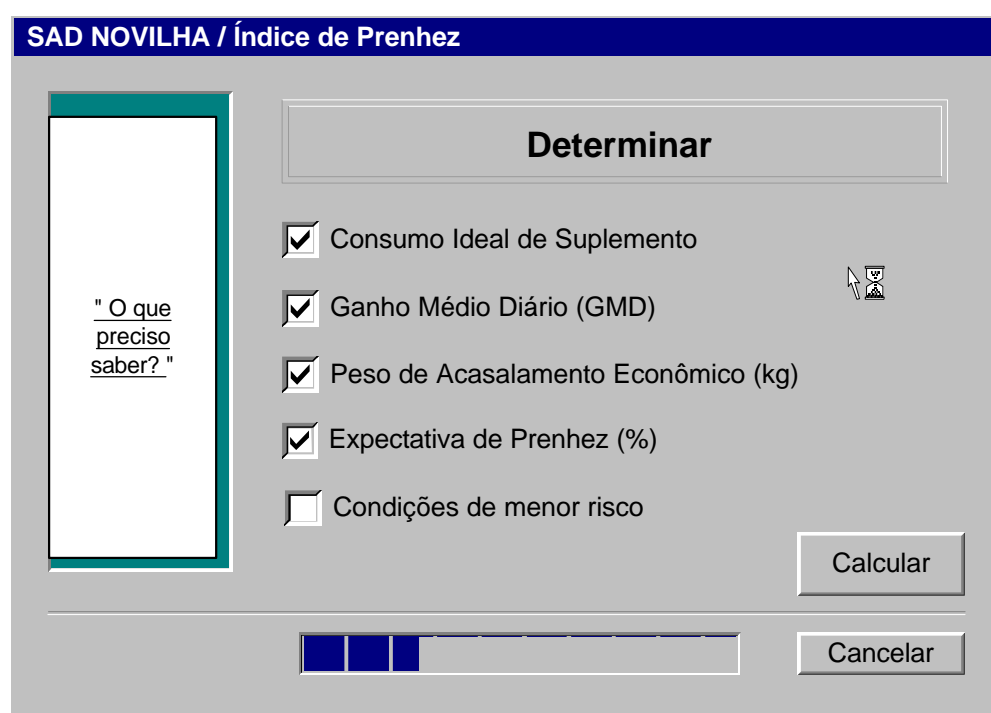 SAD NOVILHA / Índice de Prenhez
Determinar
Consumo Ideal de Suplemento
Ganho Médio Diário (GMD)
Peso de Acasalamento Econômico (kg)
Expectativa de Prenhez (%)
Condições de menor risco
" O que
preciso
saber? "
Calcular
Cancelar